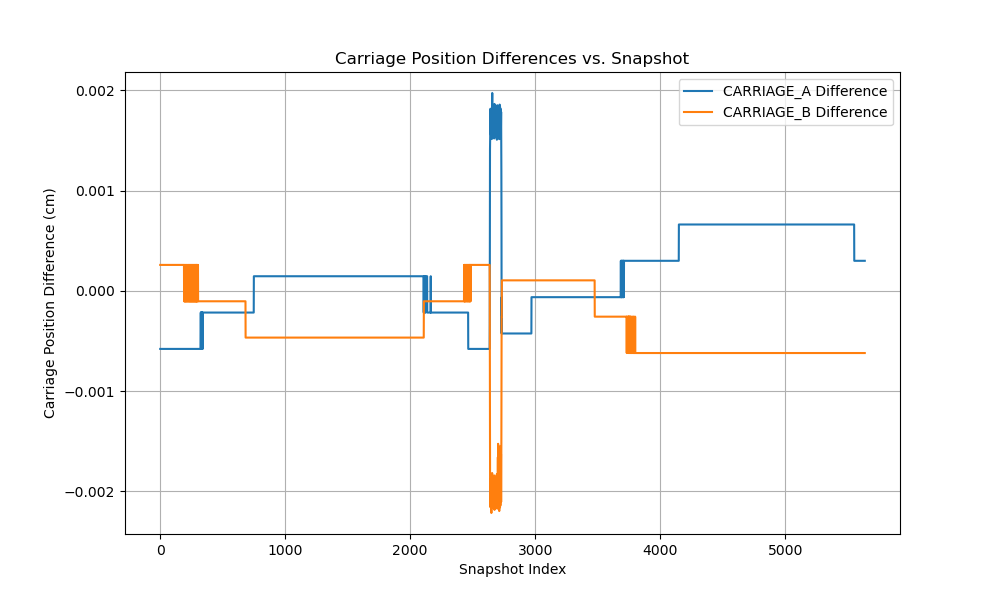 Carriage Position Differences vs. Snapshot
CARRIAGE_A Difference
CARRIAGE_B Difference
Carriage Position Difference (cm)
0.002
0.001
0.000
−0.001
−0.002
0 1000 2000 3000 4000 5000
Snapshot Index